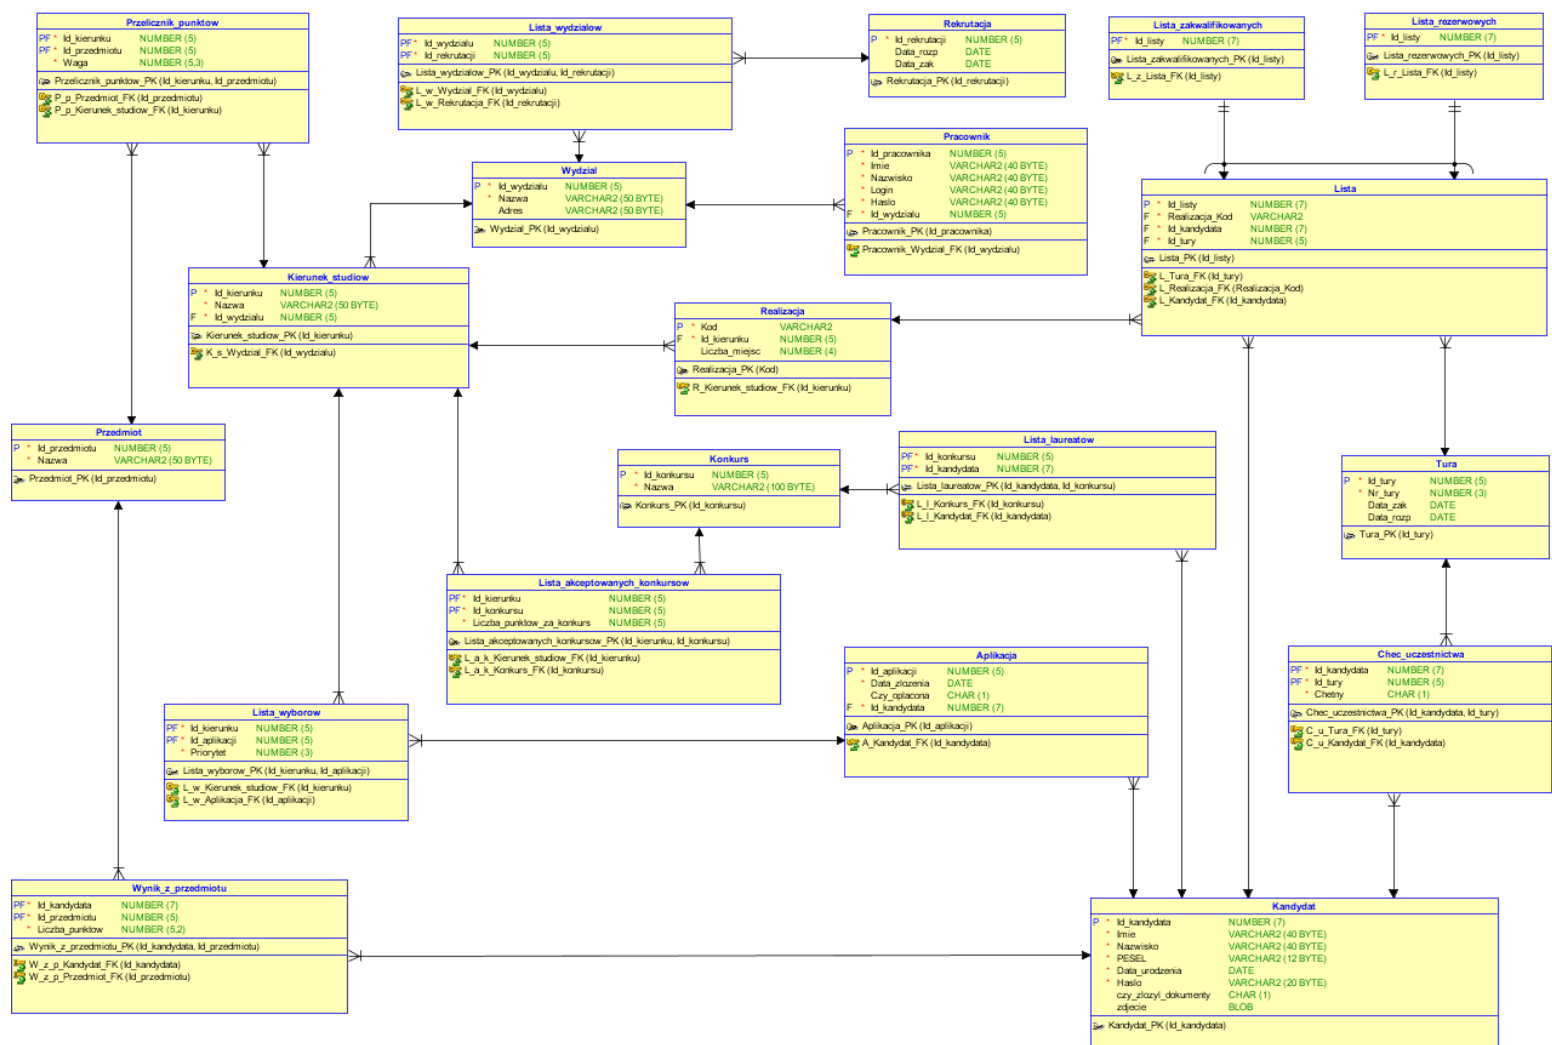 Przelicznik_punktow
PF * Id_kierunku NUMBER (5)
PF * Id_przedmiotu NUMBER (5)
* Waga NUMBER (5,3)
Przelicznik_punktow_PK (Id_kierunku, Id_przedmiotu)
P_p_Przedmiot_FK (Id_przedmiotu)
P_p_Kierunek_studiow_FK (Id_kierunku)
Lista_wydzialow
PF * Id_wydzialu NUMBER (5)
PF * Id_rekrutacji NUMBER (5)
Lista_wydzialow_PK (Id_wydzialu, Id_rekrutacji)
L_w_Wydzial_FK (Id_wydzialu)
L_w_Rekrutacja_FK (Id_rekrutacji)
Rekrutacja
P * Id_rekrutacji NUMBER (5)
Data_rozp DATE
Data_zak DATE
Rekrutacja_PK (Id_rekrutacji)
Lista_zakwalifikowanych
PF * Id_listy NUMBER (7)
Lista_zakwalifikowanych_PK (Id_listy)
L_z_Lista_FK (Id_listy)
Lista_rezerwowych
PF * Id_listy NUMBER (7)
Lista_rezerwowych_PK (Id_listy)
L_r_Lista_FK (Id_listy)
Wydzial
P * Id_wydzialu NUMBER (5)
* Nazwa VARCHAR2 (50 BYTE)
Adres VARCHAR2 (50 BYTE)
Wydzial_PK (Id_wydzialu)
Pracownik
P * Id_pracownika NUMBER (5)
* Imie VARCHAR2 (40 BYTE)
* Nazwisko VARCHAR2 (40 BYTE)
* Login VARCHAR2 (40 BYTE)
* Haslo VARCHAR2 (40 BYTE)
F * Id_wydzialu NUMBER (5)
Pracownik_PK (Id_pracownika)
Pracownik_Wydzial_FK (Id_wydzialu)
Lista
P * Id_listy NUMBER (7)
F * Realizacja_Kod VARCHAR2
F * Id_kandydata NUMBER (7)
F * Id_tury NUMBER (5)
Lista_PK (Id_listy)
L_Tura_FK (Id_tury)
L_Realizacja_FK (Realizacja_Kod)
L_Kandydat_FK (Id_kandydata)
Kierunek_studiow
P * Id_kierunku NUMBER (5)
* Nazwa VARCHAR2 (50 BYTE)
F * Id_wydzialu NUMBER (5)
Kierunek_studiow_PK (Id_kierunku)
K_s_Wydzial_FK (Id_wydzialu)
Realizacja
P * Kod VARCHAR2
F * Id_kierunku NUMBER (5)
Liczba_miejsc NUMBER (4)
Realizacja_PK (Kod)
R_Kierunek_studiow_FK (Id_kierunku)
Przedmiot
P * Id_przedmiotu NUMBER (5)
* Nazwa VARCHAR2 (50 BYTE)
Przedmiot_PK (Id_przedmiotu)
Konkurs
P * Id_konkursu NUMBER (5)
* Nazwa VARCHAR2 (100 BYTE)
Konkurs_PK (Id_konkursu)
Lista_laureatow
PF * Id_konkursu NUMBER (5)
PF * Id_kandydata NUMBER (7)
Lista_laureatow_PK (Id_kandydata, Id_konkursu)
L_l_Konkurs_FK (Id_konkursu)
L_l_Kandydat_FK (Id_kandydata)
Tura
P * Id_tury NUMBER (5)
* Nr_tury NUMBER (3)
Data_zak DATE
Data_rozp DATE
Tura_PK (Id_tury)
Lista_akceptowanych_konkursow
PF * Id_kierunku NUMBER (5)
PF * Id_konkursu NUMBER (5)
* Liczba_punktow_za_konkurs NUMBER (5)
Lista_akceptowanych_konkursow_PK (Id_kierunku, Id_konkursu)
L_a_k_Kierunek_studiow_FK (Id_kierunku)
L_a_k_Konkurs_FK (Id_konkursu)
Aplikacja
P * Id_aplikacji NUMBER (5)
* Data_zlozenia DATE
Czy_oplacona CHAR (1)
F * Id_kandydata NUMBER (7)
Aplikacja_PK (Id_aplikacji)
A_Kandydat_FK (Id_kandydata)
Chec_uczestnictwa
PF * Id_kandydata NUMBER (7)
PF * Id_tury NUMBER (5)
* Chetny CHAR (1)
Chec_uczestnictwa_PK (Id_kandydata, Id_tury)
C_u_Tura_FK (Id_tury)
C_u_Kandydat_FK (Id_kandydata)
Lista_wyborow
PF * Id_kierunku NUMBER (5)
PF * Id_aplikacji NUMBER (5)
* Priorytet NUMBER (3)
Lista_wyborow_PK (Id_kierunku, Id_aplikacji)
L_w_Kierunek_studiow_FK (Id_kierunku)
L_w_Aplikacja_FK (Id_aplikacji)
Wynik_z_przedmiotu
PF * Id_kandydata NUMBER (7)
PF * Id_przedmiotu NUMBER (5)
* Liczba_punktow NUMBER (5,2)
Wynik_z_przedmiotu_PK (Id_kandydata, Id_przedmiotu)
W_z_p_Kandydat_FK (Id_kandydata)
W_z_p_Przedmiot_FK (Id_przedmiotu)
Kandydat
P * Id_kandydata NUMBER (7)
* Imie VARCHAR2 (40 BYTE)
* Nazwisko VARCHAR2 (40 BYTE)
* PESEL VARCHAR2 (12 BYTE)
* Data_urodzenia DATE
* Haslo VARCHAR2 (20 BYTE)
czy_zlozyl_dokumenty CHAR (1)
zdjecie BLOB
Kandydat_PK (Id_kandydata)